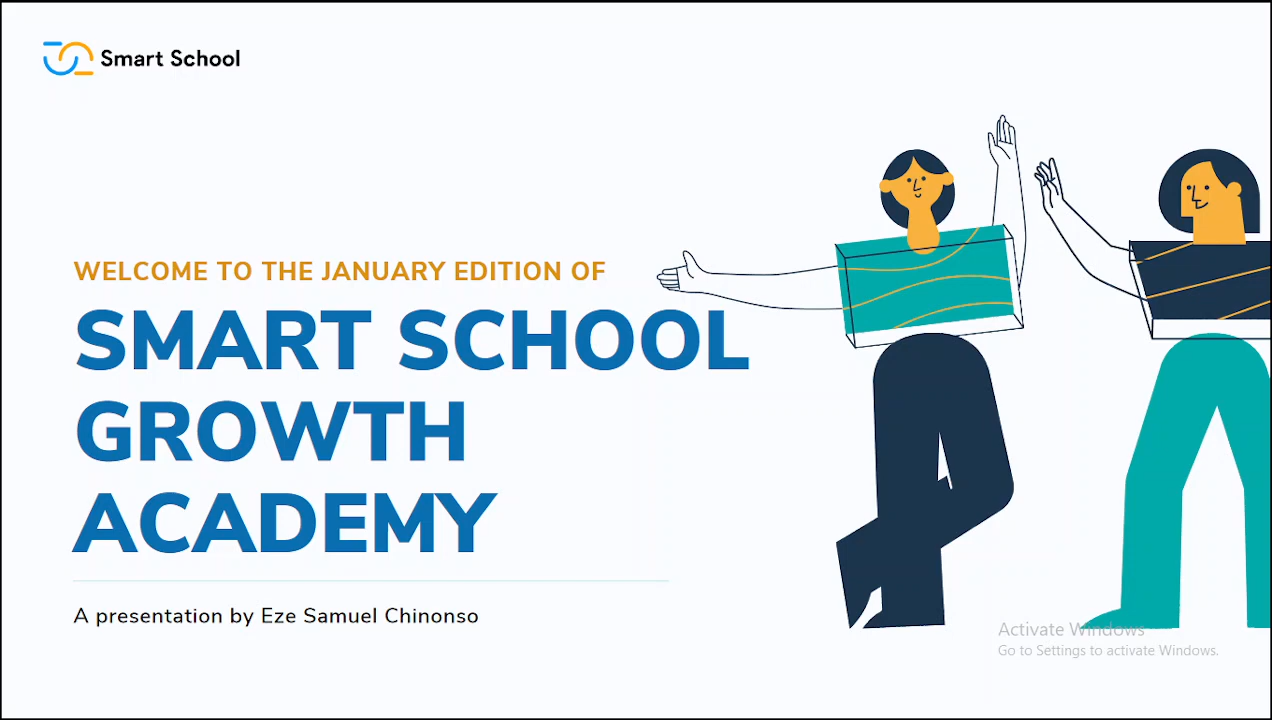 Smart School
WELCOME TO THE JANUARY EDITION OF
SMART SCHOOL
GROWTH
ACADEMY
A presentation by Eze Samuel Chinonso
Activate Windows
Go to Settings to activate Windows.